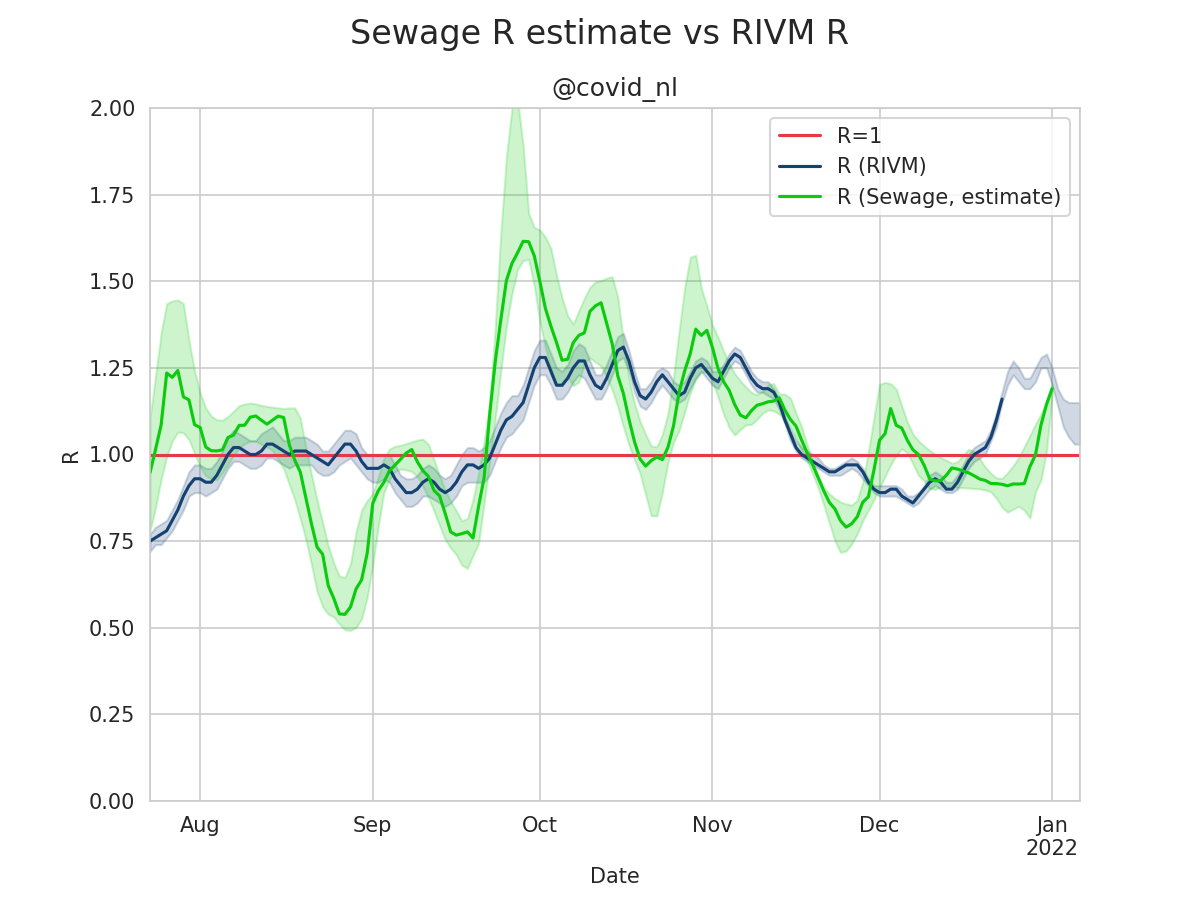 Sewage R estimate vs RIVM R
@covid_nl
2.00
1.75
1.50
1.25
1.00
0.75
0.50
0.25
0.00
R
R=1
R (RIVM)
R (Sewage, estimate)
Aug Sep Oct Nov Dec Jan
2022
Date